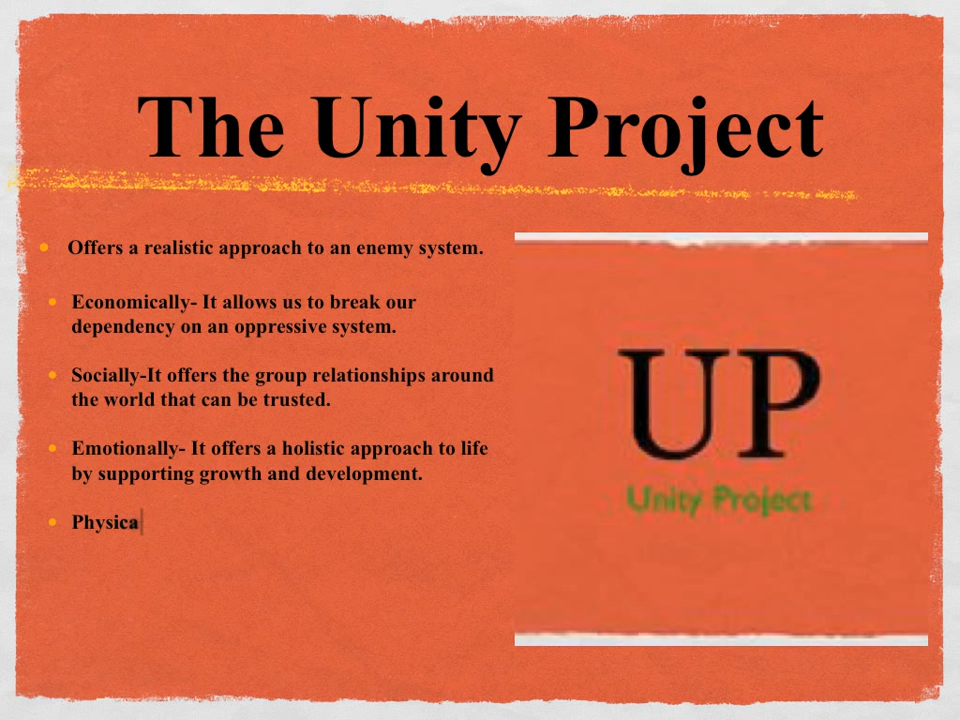 The Unity Project
Offers a realistic approach to an enemy system.
Economically- It allows us to break our
dependency on an oppressive system.
Socially-It offers the group relationships around
the world that can be trusted.
Emotionally- It offers a holistic approach to life
by supporting growth and development.
Physica
UP
Unity Project